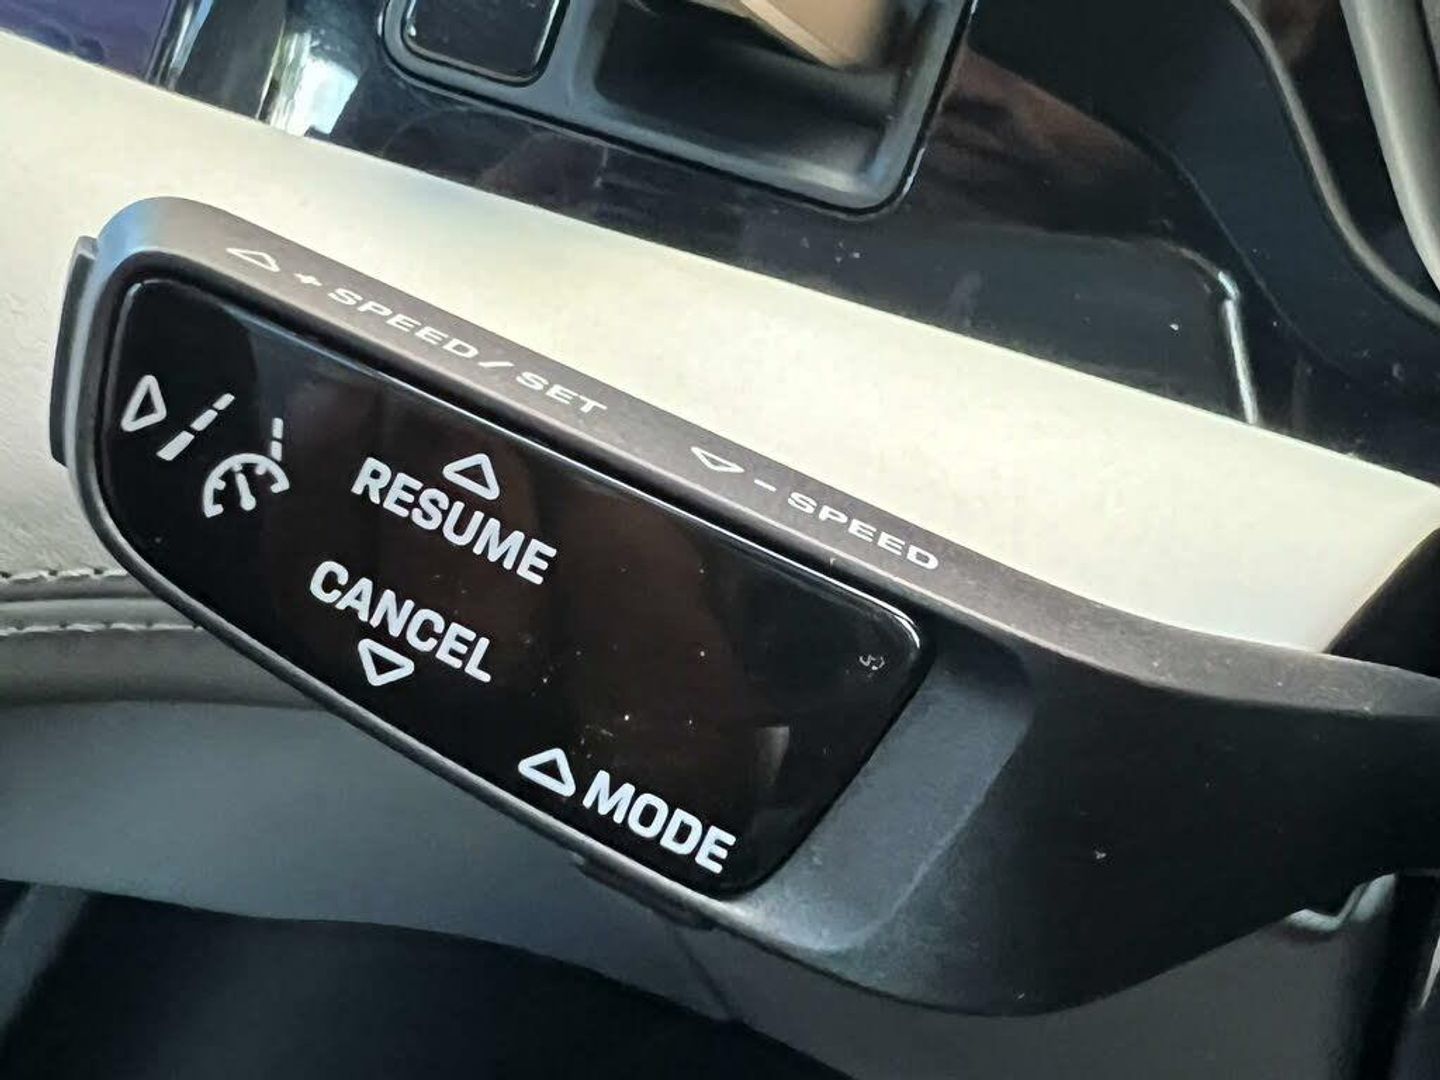 + SPEED / SET
- SPEED
RESUME
CANCEL
MODE